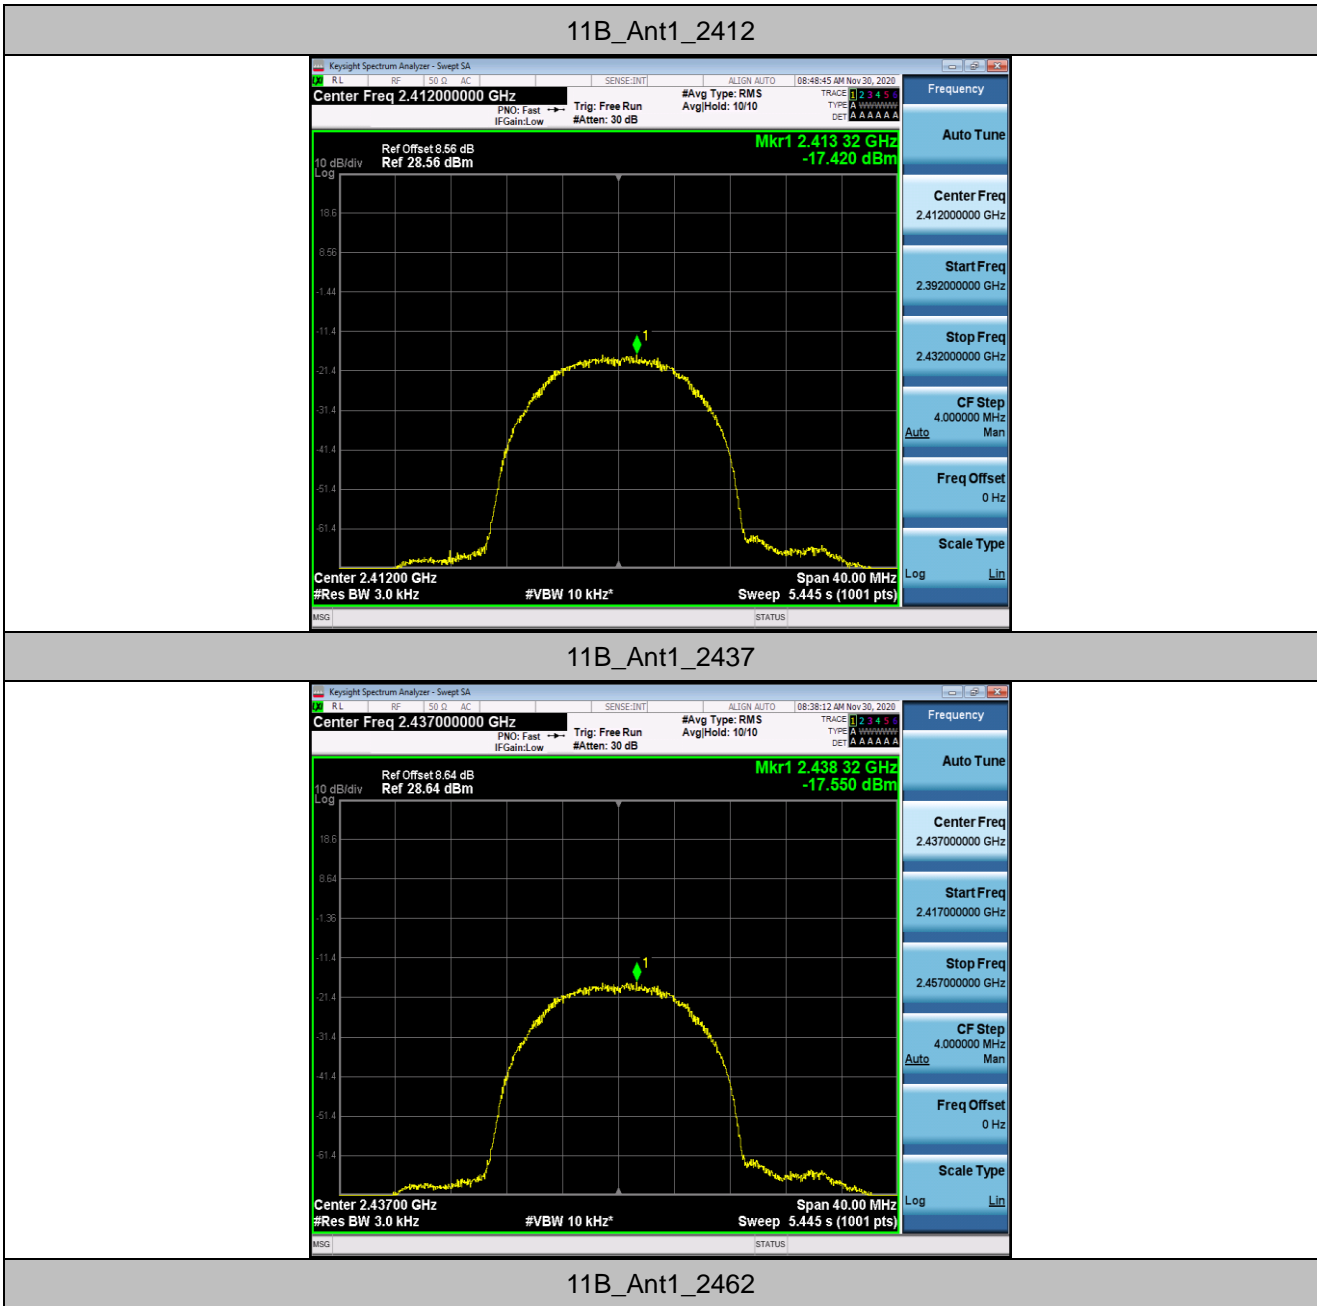 11B_Ant1_2412
Keysight Spectrum Analyzer - Swept SA
RL RF 50 Ω AC SENSE:INT ALIGN AUTO 08:48:45 AM Nov 30, 2020
Center Freq 2.412000000 GHz
PNO: Fast
IFGain:Low
Trig: Free Run
#Atten: 30 dB
#Avg Type: RMS
Avg|Hold: 10/10
TRACE 1 2 3 4 5 6
TYPE A WWWWW
DET A A A A A A
Frequency
Mkr1 2.413 32 GHz
-17.420 dBm
Ref Offset 8.56 dB
10 dB/div Ref 28.56 dBm
Log
18.6
8.56
-1.44
-11.4
-21.4
-31.4
-41.4
-51.4
-61.4
1
Center 2.41200 GHz
Span 40.00 MHz
#Res BW 3.0 kHz
#VBW 10 kHz*
Sweep 5.445 s (1001 pts)
MSG
STATUS
Auto Tune
Center Freq
2.412000000 GHz
Start Freq
2.392000000 GHz
Stop Freq
2.432000000 GHz
CF Step
4.000000 MHz
Auto Man
Freq Offset
0 Hz
Scale Type
Log Lin
11B_Ant1_2437
Keysight Spectrum Analyzer - Swept SA
RL RF 50 Ω AC SENSE:INT ALIGN AUTO 08:38:12 AM Nov 30, 2020
Center Freq 2.437000000 GHz
PNO: Fast
IFGain:Low
Trig: Free Run
#Atten: 30 dB
#Avg Type: RMS
Avg|Hold: 10/10
TRACE 1 2 3 4 5 6
TYPE A WWWWW
DET A A A A A A
Frequency
Mkr1 2.438 32 GHz
-17.550 dBm
Ref Offset 8.64 dB
10 dB/div Ref 28.64 dBm
Log
18.6
8.64
-1.36
-11.4
-21.4
-31.4
-41.4
-51.4
-61.4
1
Center 2.43700 GHz
Span 40.00 MHz
#Res BW 3.0 kHz
#VBW 10 kHz*
Sweep 5.445 s (1001 pts)
MSG
STATUS
Auto Tune
Center Freq
2.437000000 GHz
Start Freq
2.417000000 GHz
Stop Freq
2.457000000 GHz
CF Step
4.000000 MHz
Auto Man
Freq Offset
0 Hz
Scale Type
Log Lin
11B_Ant1_2462